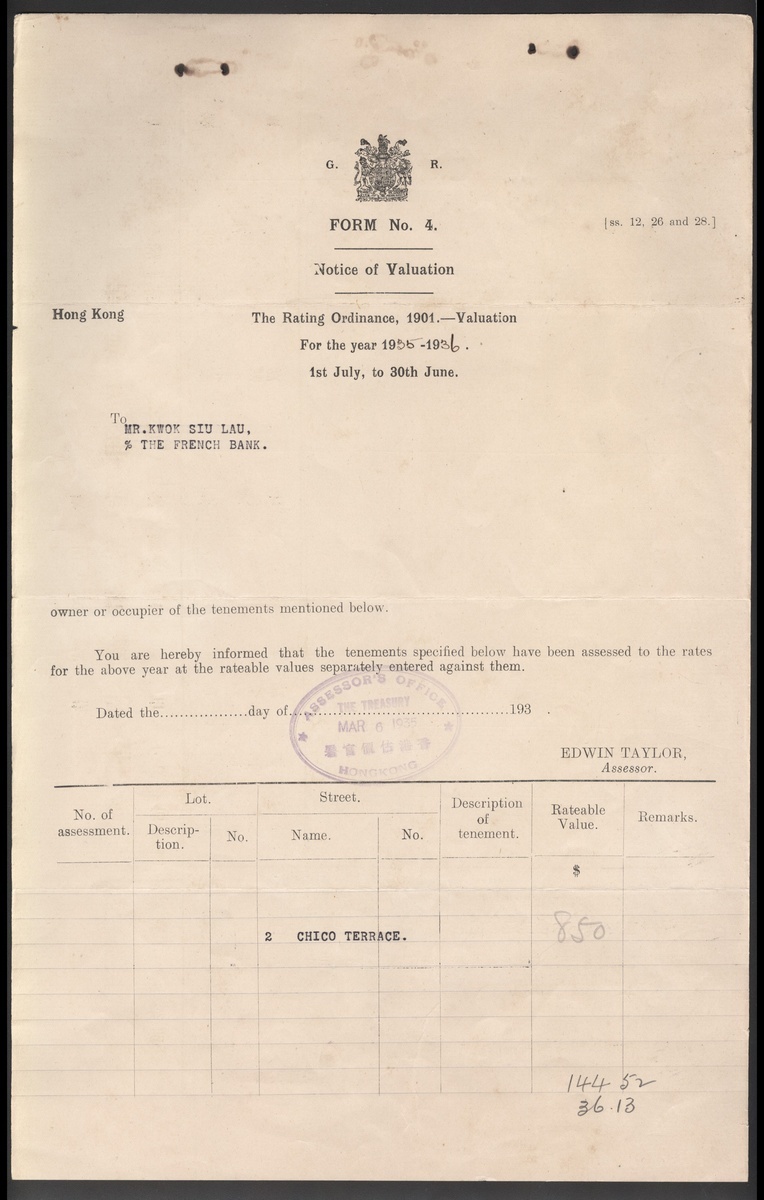 G. R.
FORM No. 4.
[ss. 12, 26 and 28.]
Notice of Valuation
Hong Kong
The Rating Ordinance, 1901.—Valuation
For the year 1935-1936.
1st July, to 30th June.
To
MR.KWOK SIU LAU,
% THE FRENCH BANK.
owner or occupier of the tenements mentioned below.
You are hereby informed that the tenements specified below have been assessed to the rates
for the above year at the rateable values separately entered against them.
Dated the.................day of...........................................193 .
ASSESSOR'S OFFICE
THE TREASURY
MAR 6 1935
HONGKONG
EDWIN TAYLOR,
Assessor.
No. of assessment.
Lot.
Descrip-
tion.
No.
Street.
Name.
No.
Description
of
tenement.
Rateable
Value.
Remarks.
$
2 CHICO TERRACE.
850
144 52
36.13